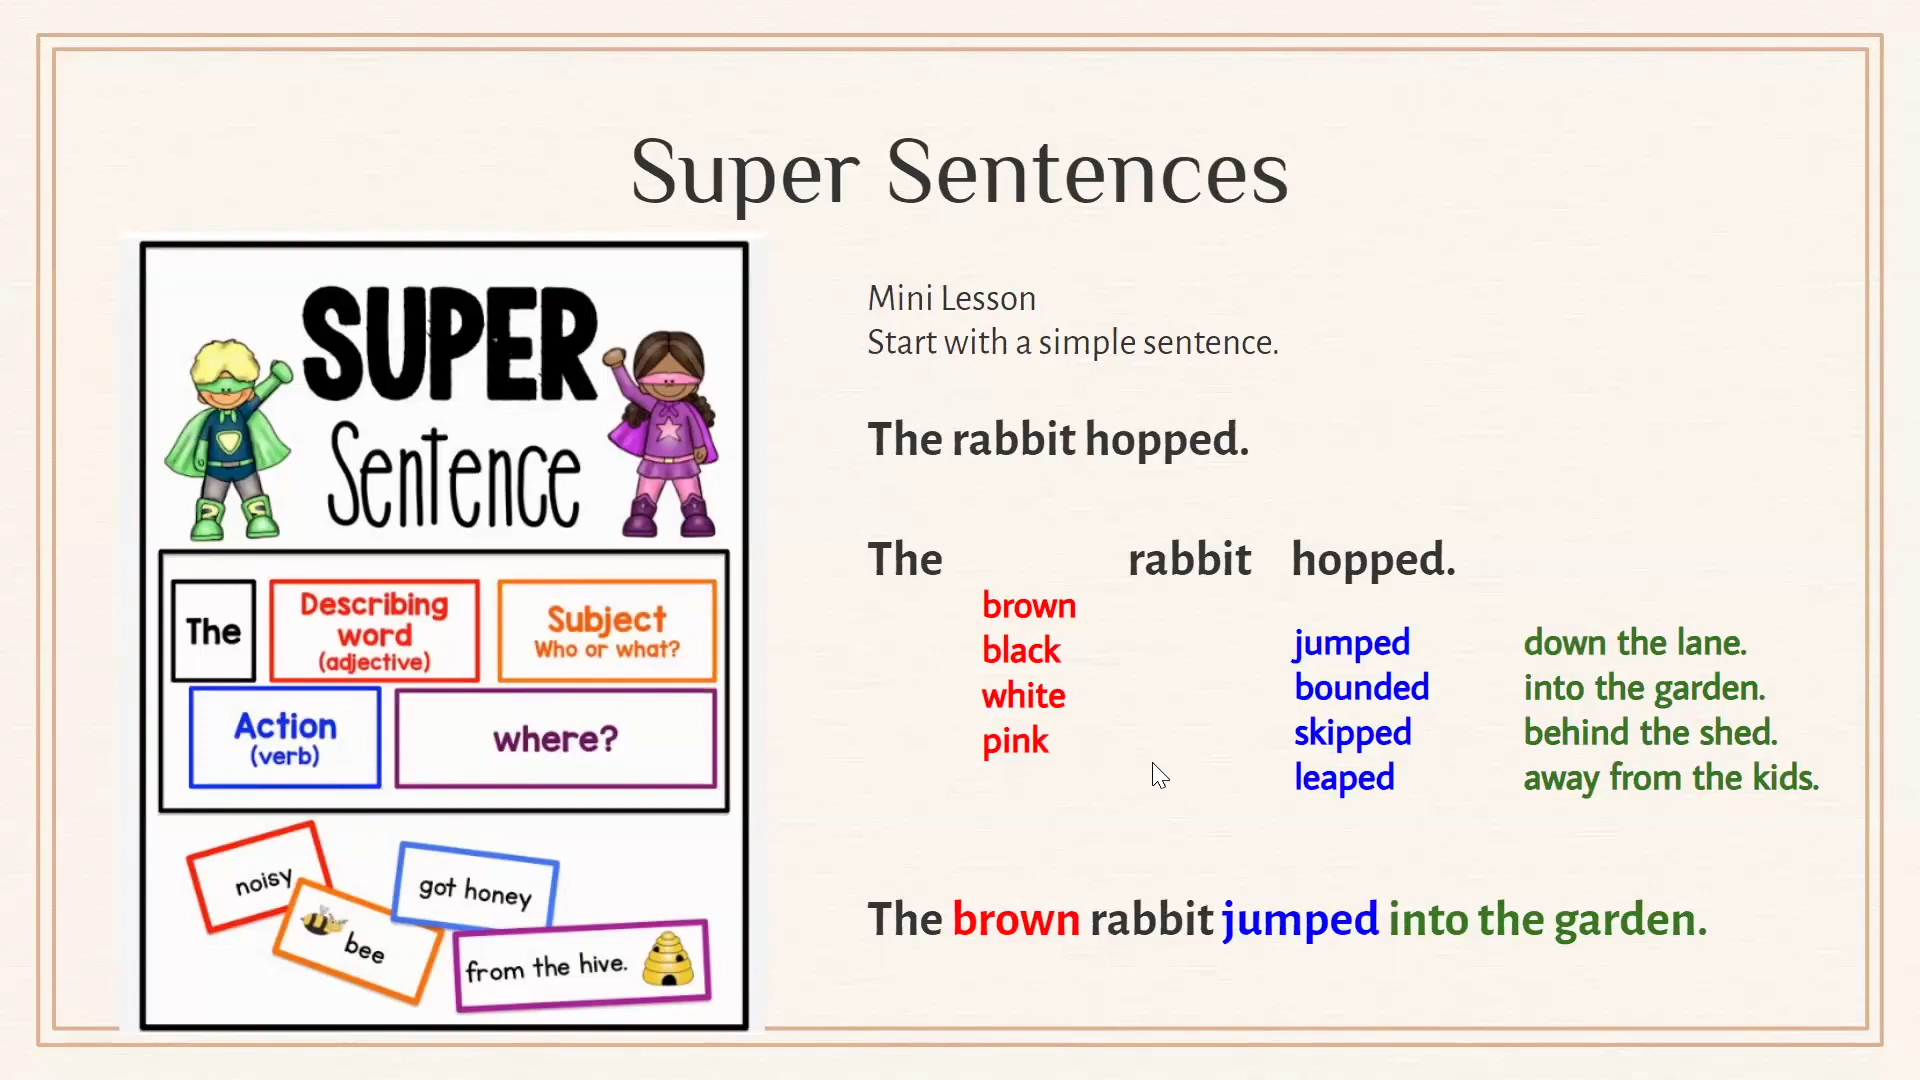 Super Sentences
SUPER
Sentence
The
Describing
word
(adjective)
Subject
Who or what?
Action
(verb)
where?
noisy
bee
got honey
from the hive.
Mini Lesson
Start with a simple sentence.
The rabbit hopped.
The rabbit hopped.
brown
black
white
pink
jumped
bounded
skipped
leaped
down the lane.
into the garden.
behind the shed.
away from the kids.
The brown rabbit jumped into the garden.